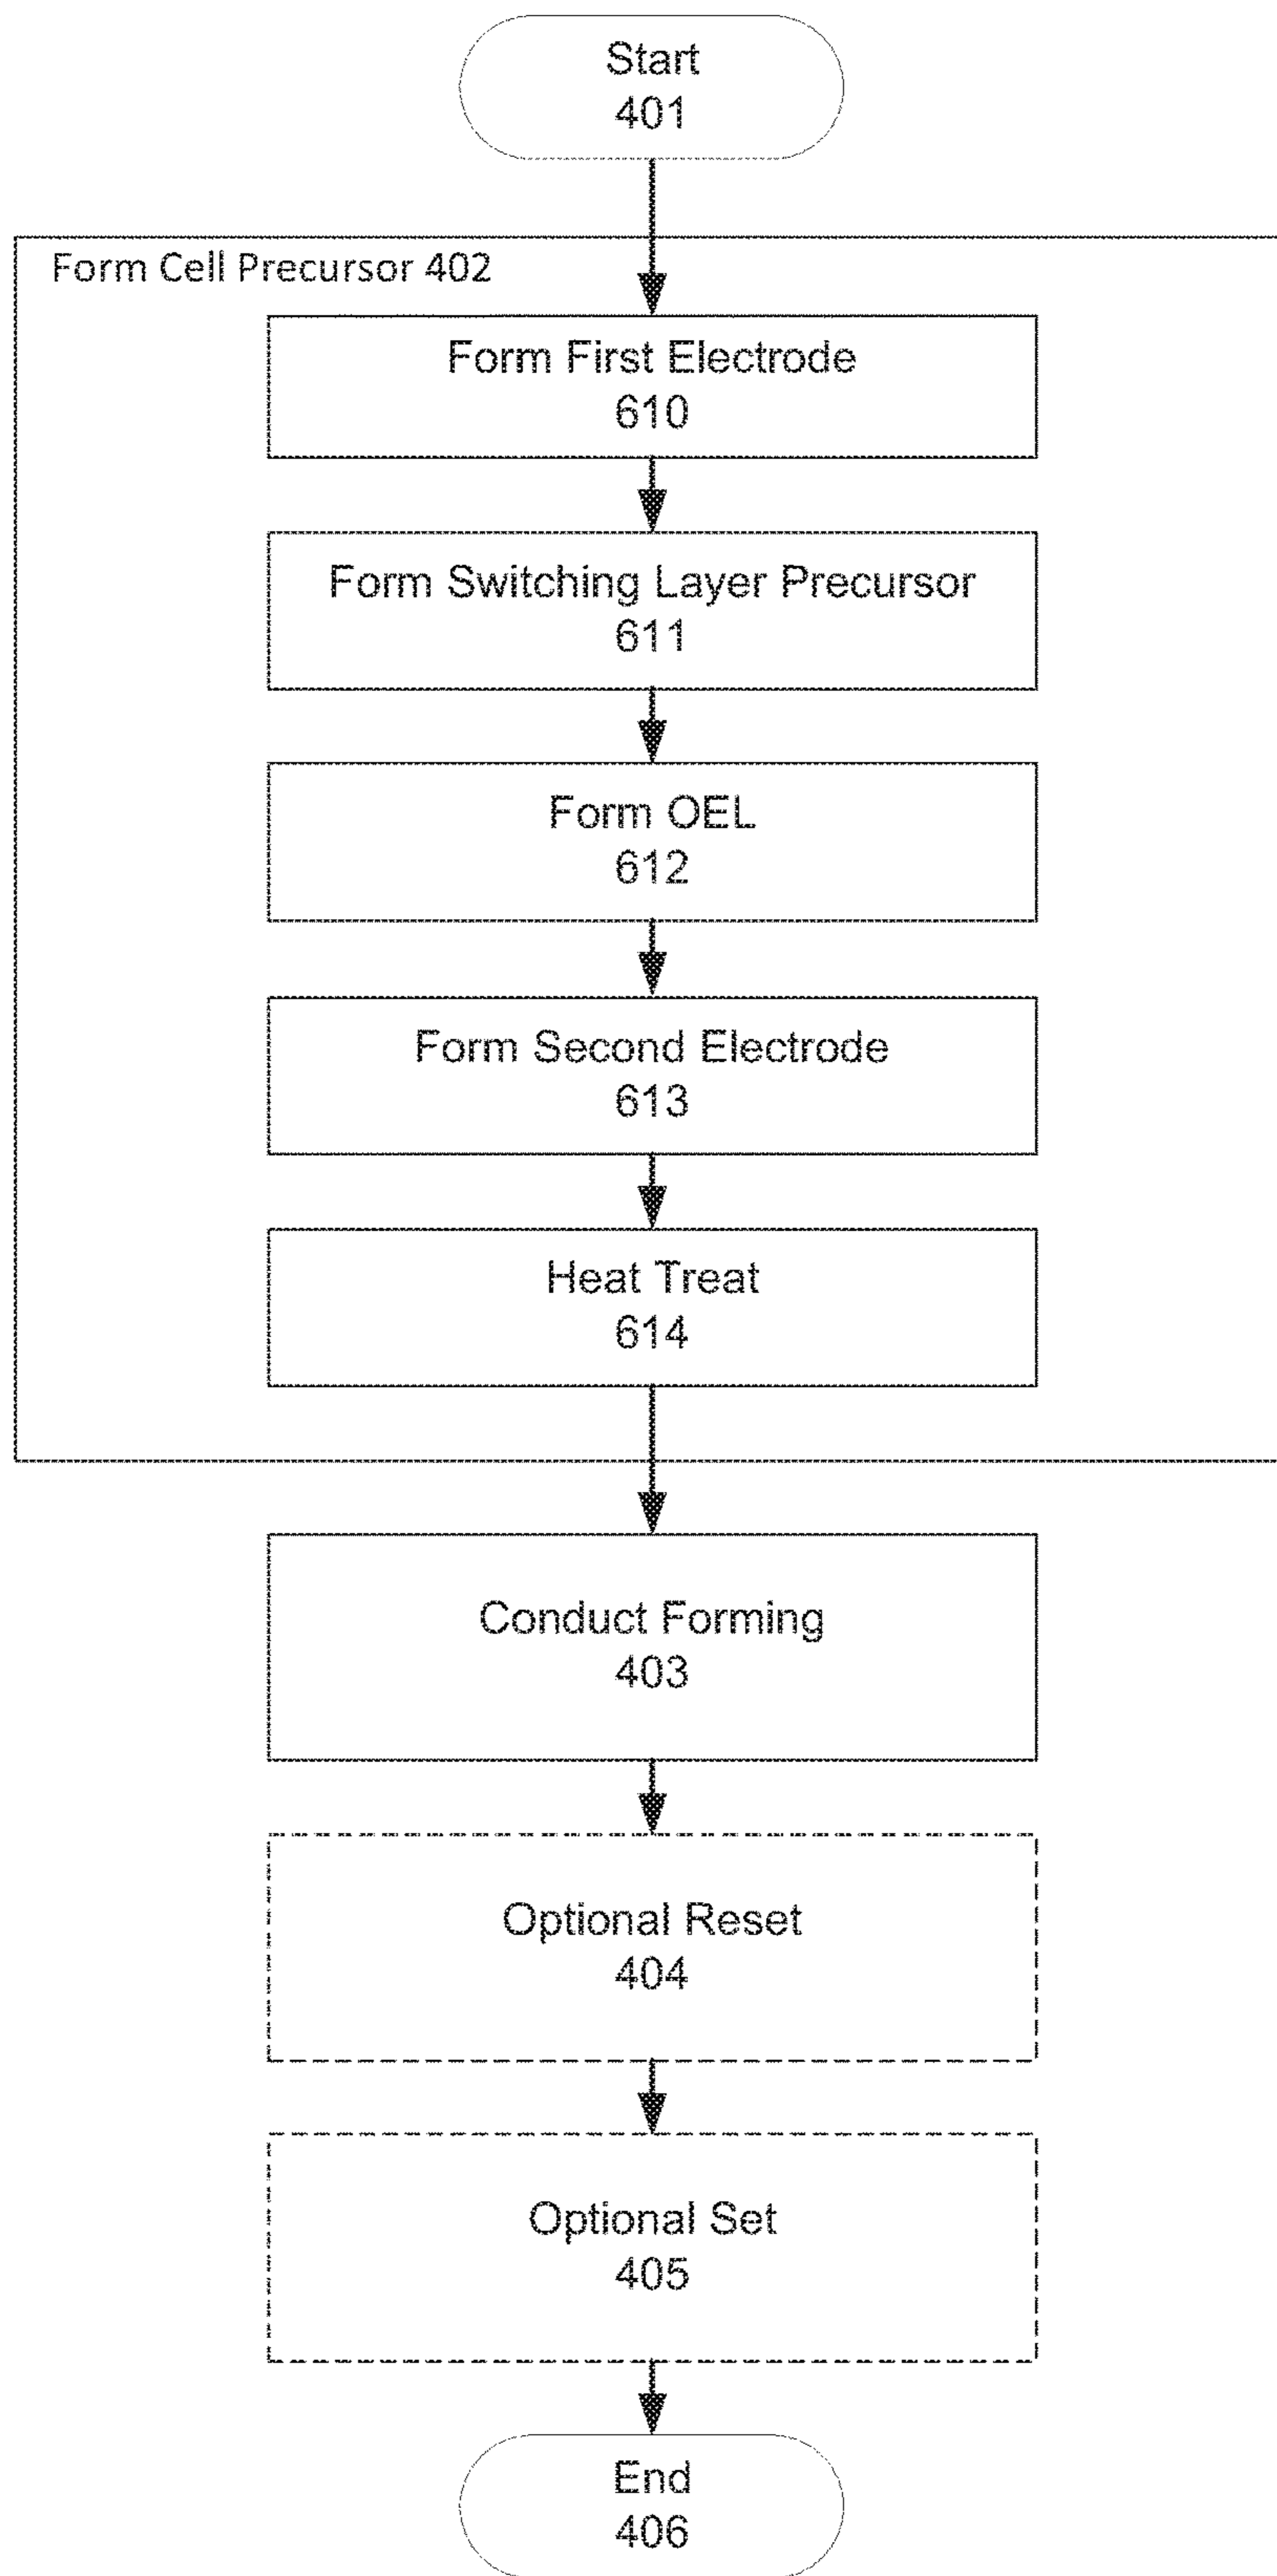 Start
401
Form Cell Precursor 402
Form First Electrode
610
Form Switching Layer Precursor
611
Form OEL
612
Form Second Electrode
613
Heat Treat
614
Conduct Forming
403
Optional Reset
404
Optional Set
405
End
406